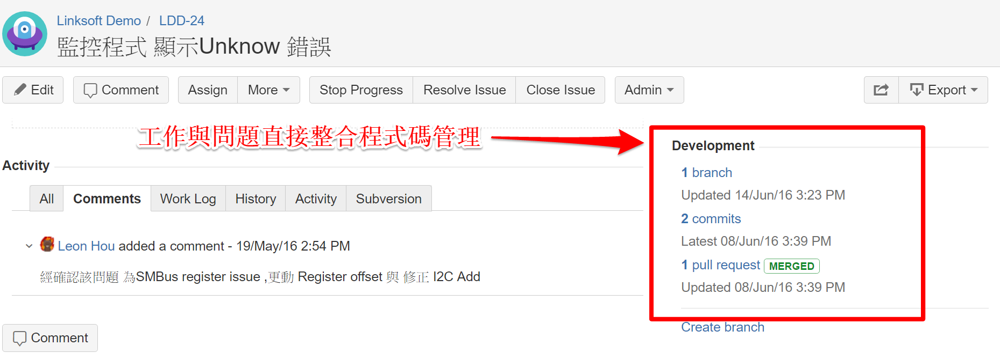 Linksoft Demo / LDD-24
監控程式 顯示Unknow 錯誤
Edit Comment Assign More Stop Progress Resolve Issue Close Issue Admin Export
工作與問題直接整合程式碼管理
Activity
All Comments Work Log History Activity Subversion
Leon Hou added a comment - 19/May/16 2:54 PM
經確認該問題 為SMBus register issue ,更動 Register offset 與 修正 I2C Add
Comment
Development
1 branch
Updated 14/Jun/16 3:23 PM
2 commits
Latest 08/Jun/16 3:39 PM
1 pull request MERGED
Updated 08/Jun/16 3:39 PM
Create branch